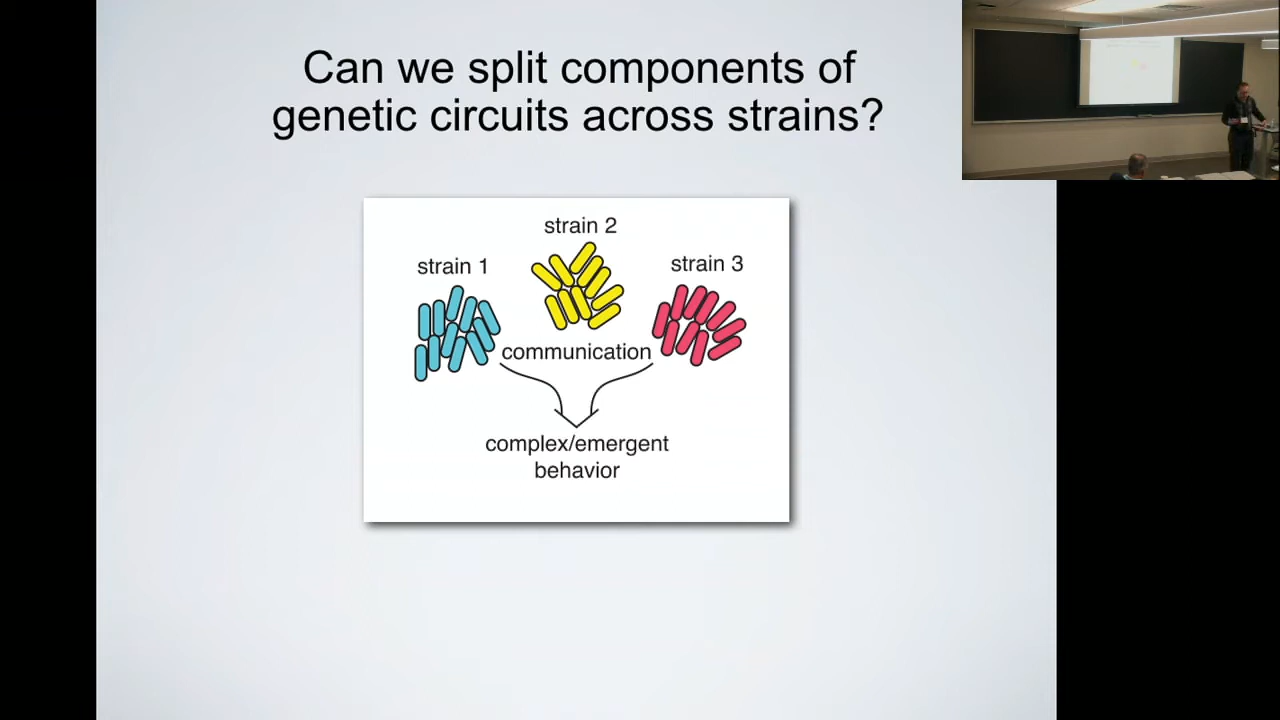 Can we split components of
genetic circuits across strains?
strain 2
strain 1
strain 3
communication
complex/emergent
behavior